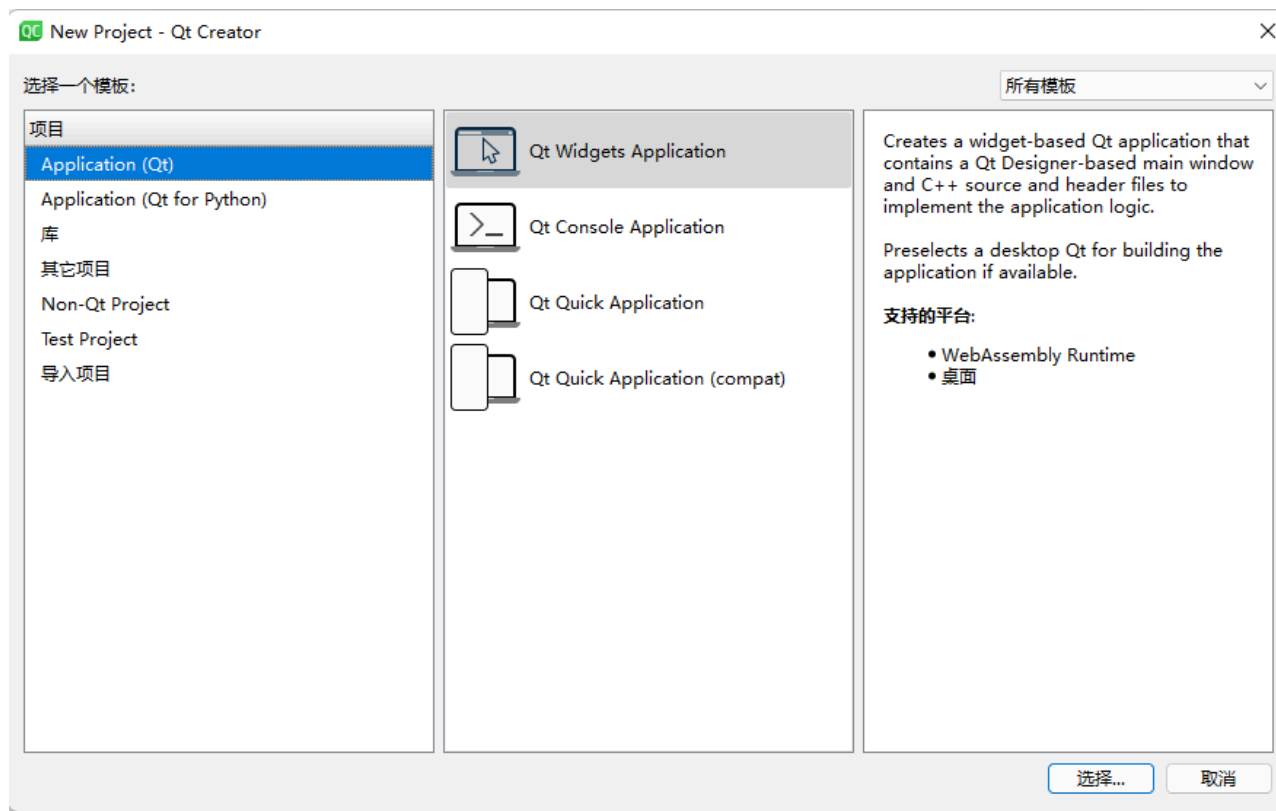 QC New Project - Qt Creator
选择一个模板:
所有模板
项目
Application (Qt)
Application (Qt for Python)
库
其它项目
Non-Qt Project
Test Project
导入项目
Qt Widgets Application
>_ Qt Console Application
Qt Quick Application
Qt Quick Application (compat)
Creates a widget-based Qt application that
contains a Qt Designer-based main window
and C++ source and header files to
implement the application logic.
Preselects a desktop Qt for building the
application if available.
支持的平台:
• WebAssembly Runtime
• 桌面
选择...
取消